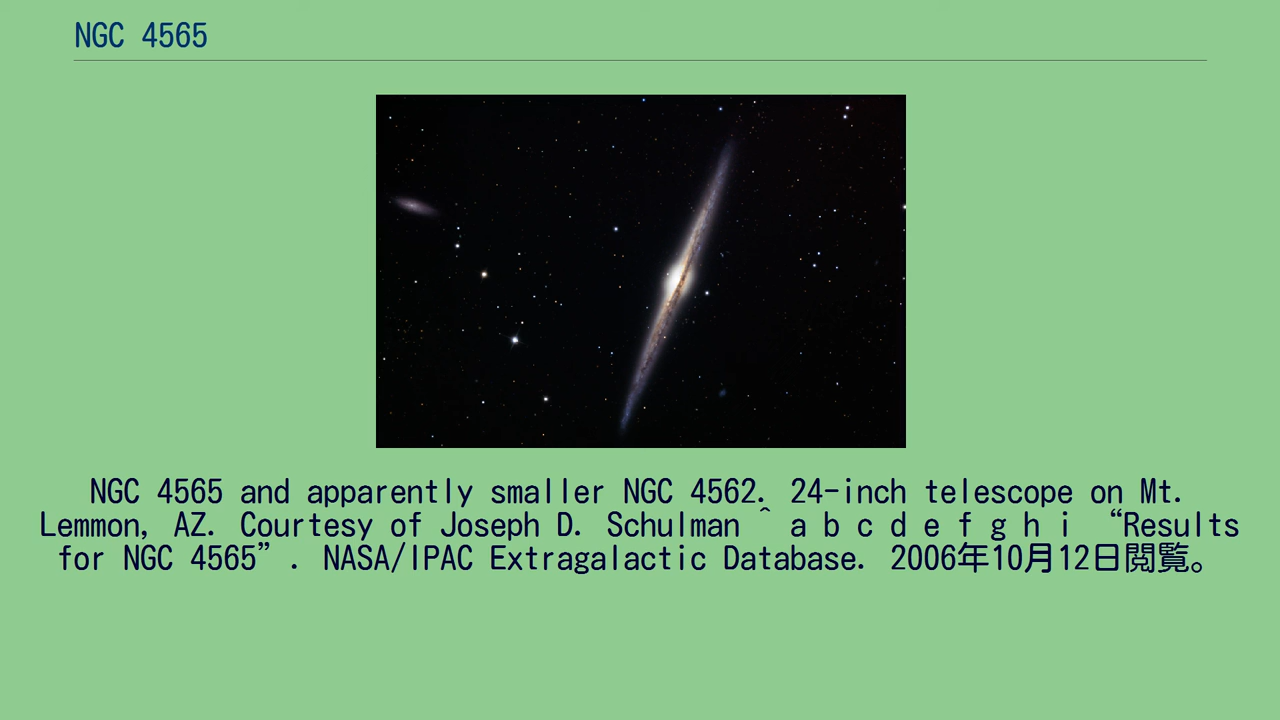 NGC 4565
NGC 4565 and apparently smaller NGC 4562. 24-inch telescope on Mt.
Lemmon, AZ. Courtesy of Joseph D. Schulman ^ a b c d e f g h i “Results
for NGC 4565”. NASA/IPAC Extragalactic Database. 2006年10月12日閲覧。